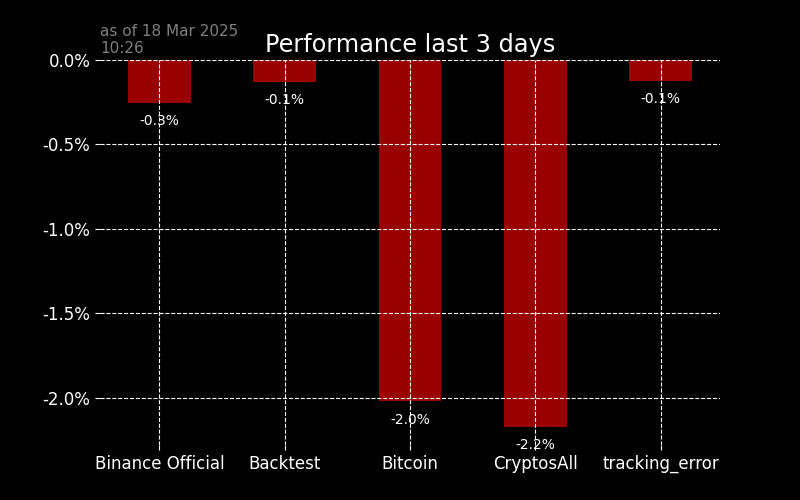 as of 18 Mar 2025
10:26
Performance last 3 days
0.0%
-0.5%
-1.0%
-1.5%
-2.0%
-0.3%
-0.1%
-2.0%
-2.2%
-0.1%
Binance Official
Backtest
Bitcoin
CryptosAll
tracking_error